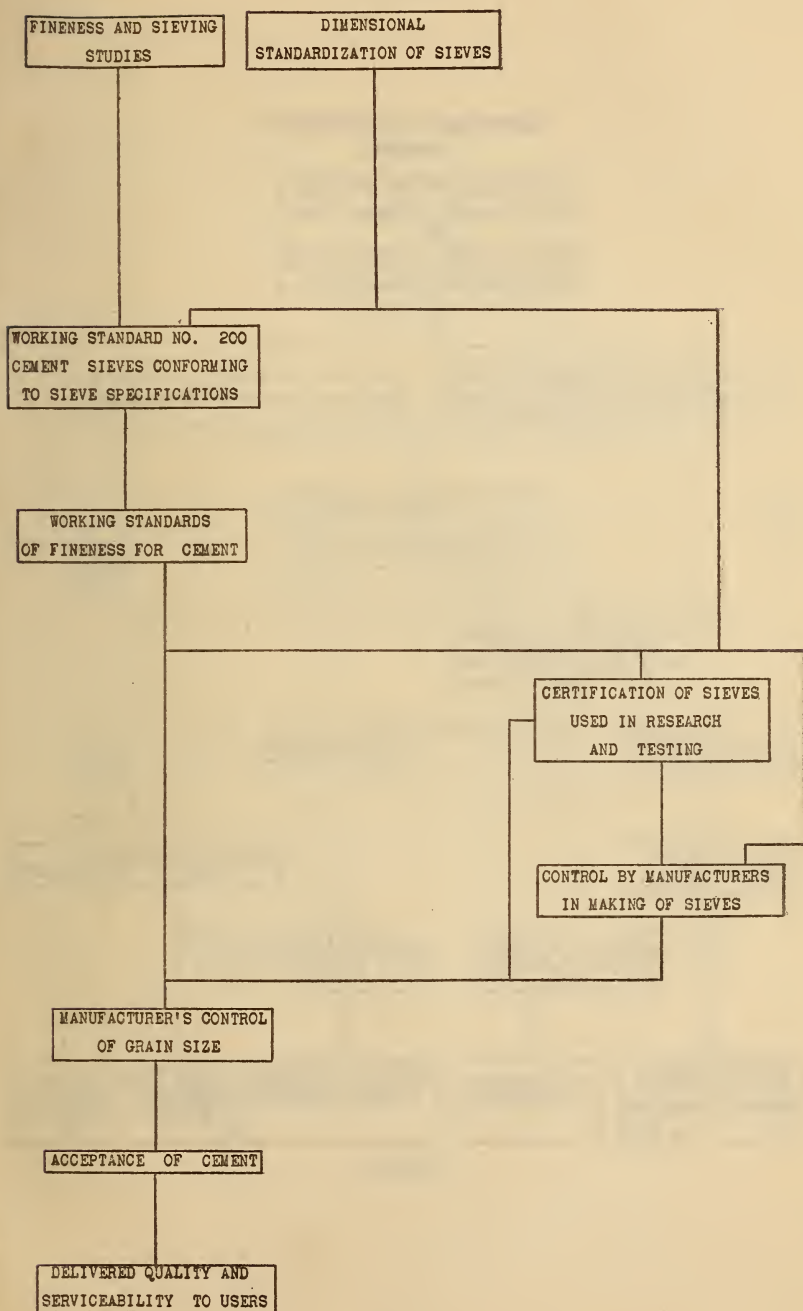 FINENESS AND SIEVING
STUDIES
DIMENSIONAL
STANDARDIZATION OF SIEVES
WORKING STANDARD NO. 200
CEMENT SIEVES CONFORMING
TO SIEVE SPECIFICATIONS
WORKING STANDARDS
OF FINENESS FOR CEMENT
CERTIFICATION OF SIEVES
USED IN RESEARCH
AND TESTING
CONTROL BY MANUFACTURERS
IN MAKING OF SIEVES
MANUFACTURER'S CONTROL
OF GRAIN SIZE
ACCEPTANCE OF CEMENT
DELIVERED QUALITY AND
SERVICEABILITY TO USERS